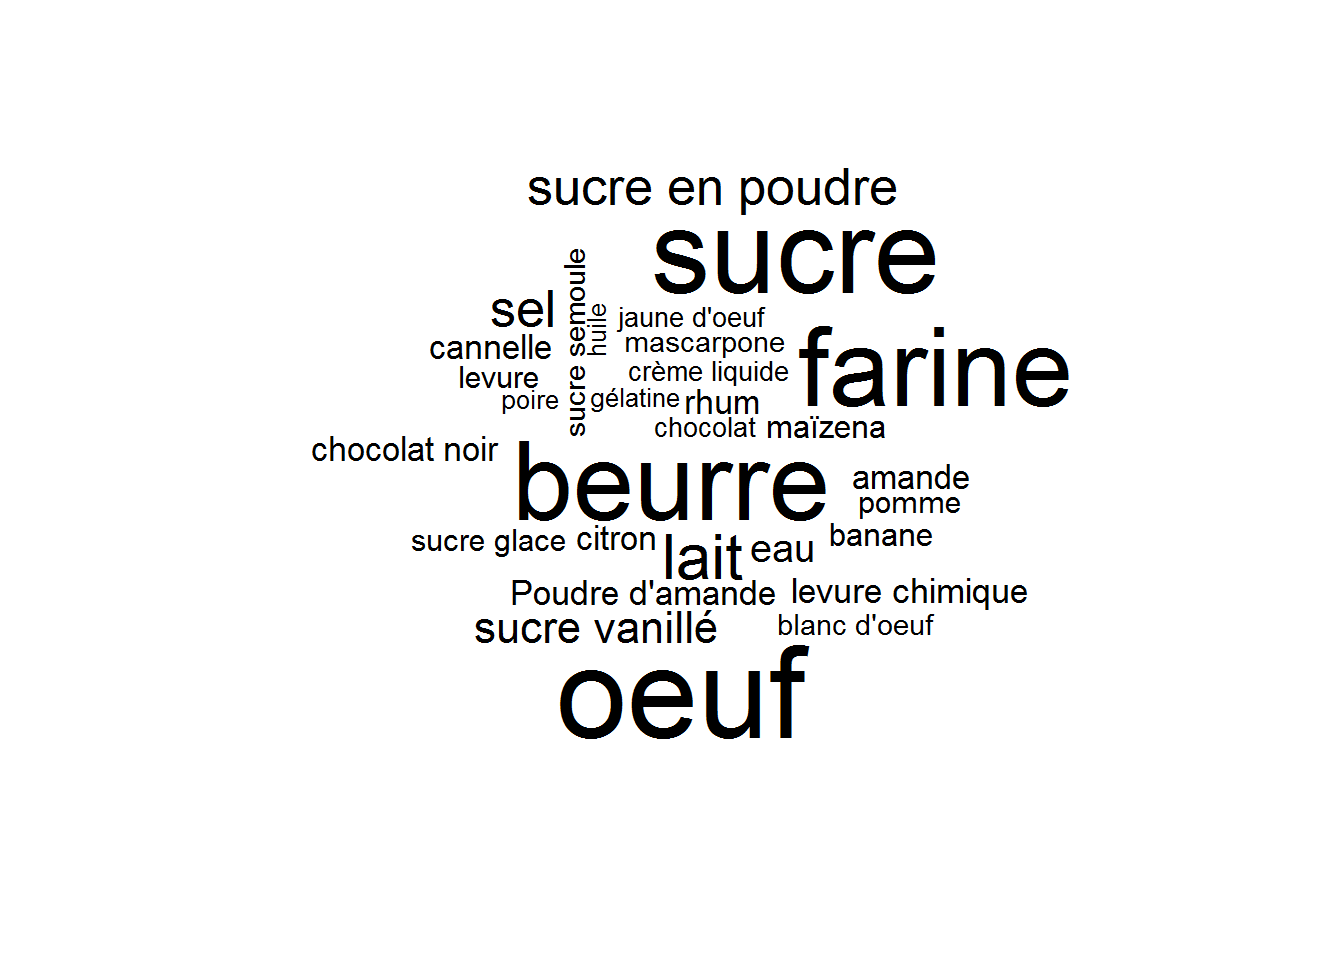 sucre en poudre
sucre
sucre semoule
sel
huile
jaune d'oeuf
cannelle
mascarpone
farine
levure
crème liquide
poire
gélatine
rhum
chocolat
maïzena
chocolat noir
beurre
amande
pomme
sucre glace
citron
lait
eau
banane
Poudre d'amande
levure chimique
sucre vanillé
blanc d'oeuf
oeuf